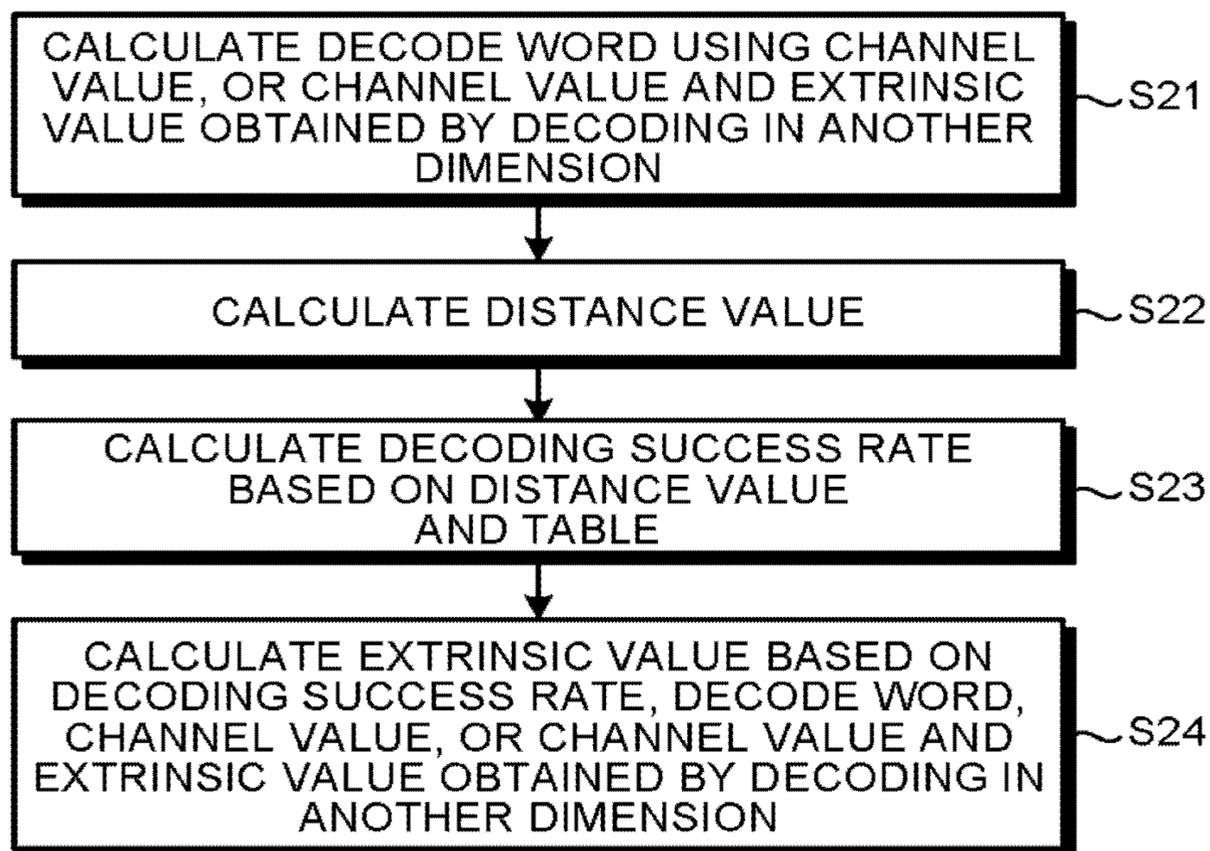 CALCULATE DECODE WORD USING CHANNEL
VALUE, OR CHANNEL VALUE AND EXTRINSIC
VALUE OBTAINED BY DECODING IN ANOTHER
DIMENSION
S21
CALCULATE DISTANCE VALUE
S22
CALCULATE DECODING SUCCESS RATE
BASED ON DISTANCE VALUE
AND TABLE
S23
CALCULATE EXTRINSIC VALUE BASED ON
DECODING SUCCESS RATE, DECODE WORD,
CHANNEL VALUE, OR CHANNEL VALUE AND
EXTRINSIC VALUE OBTAINED BY DECODING IN
ANOTHER DIMENSION
S24